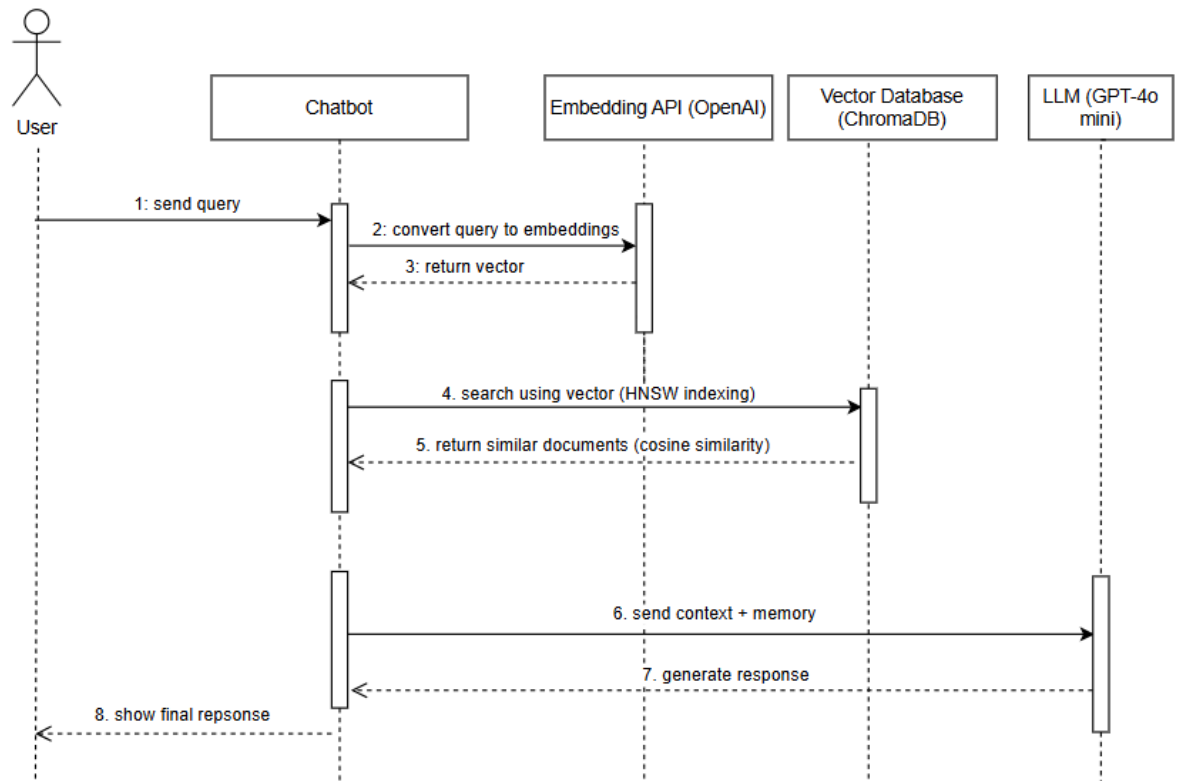 User
Chatbot
Embedding API (OpenAI)
Vector Database
(ChromaDB)
LLM (GPT-4o
mini)
1: send query
2: convert query to embeddings
3: return vector
4. search using vector (HNSW indexing)
5. return similar documents (cosine similarity)
6. send context + memory
7. generate response
8. show final repsonse